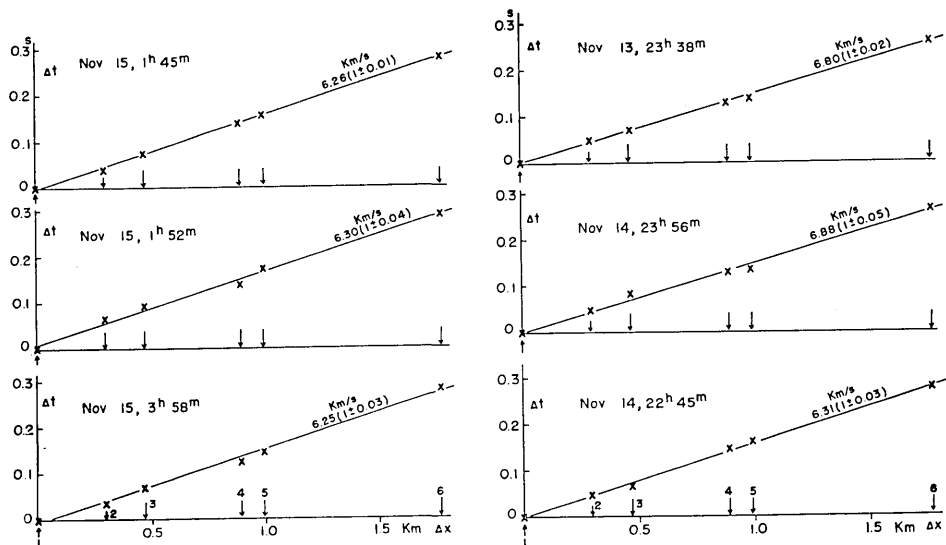 s
0.3
Δt Nov 15, 1ʰ 45ᵐ
Km/s
6.26(1±0.01)
0.2
0.1
0
0.3
Δt Nov 15, 1ʰ 52ᵐ
Km/s
6.30(1±0.04)
0.2
0.1
0
0.3
Δt Nov 15, 3ʰ 58ᵐ
Km/s
6.25(1±0.03)
0.2
0.1
2 3 4 5 6
0
0.5 1.0 1.5 Km Δx
s
0.3
Δt Nov 13, 23ʰ 38ᵐ
Km/s
6.80(1±0.02)
0.2
0.1
0
0.3
Δt Nov 14, 23ʰ 56ᵐ
Km/s
6.88(1±0.05)
0.2
0.1
0
0.3
Δt Nov 14, 22ʰ 45ᵐ
Km/s
6.31(1±0.03)
0.2
0.1
2 3 4 5 6
0
0.5 1.0 1.5 Km Δx